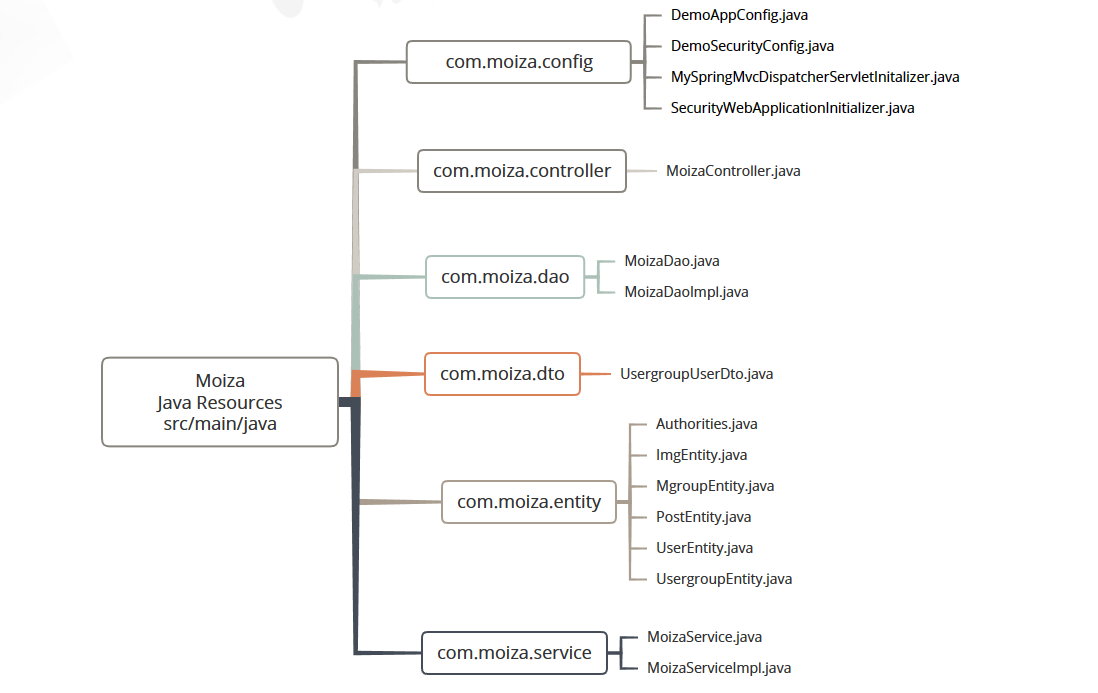 DemoAppConfig.java
DemoSecurityConfig.java
com.moiza.config
MySpringMvcDispatcherServletInitalizer.java
SecurityWebApplicationInitializer.java
com.moiza.controller
MoizaController.java
MoizaDao.java
com.moiza.dao
MoizaDaoImpl.java
com.moiza.dto
UsergroupUserDto.java
Moiza
Java Resources
src/main/java
Authorities.java
ImgEntity.java
MgroupEntity.java
com.moiza.entity
PostEntity.java
UserEntity.java
UsergroupEntity.java
MoizaService.java
com.moiza.service
MoizaServiceImpl.java